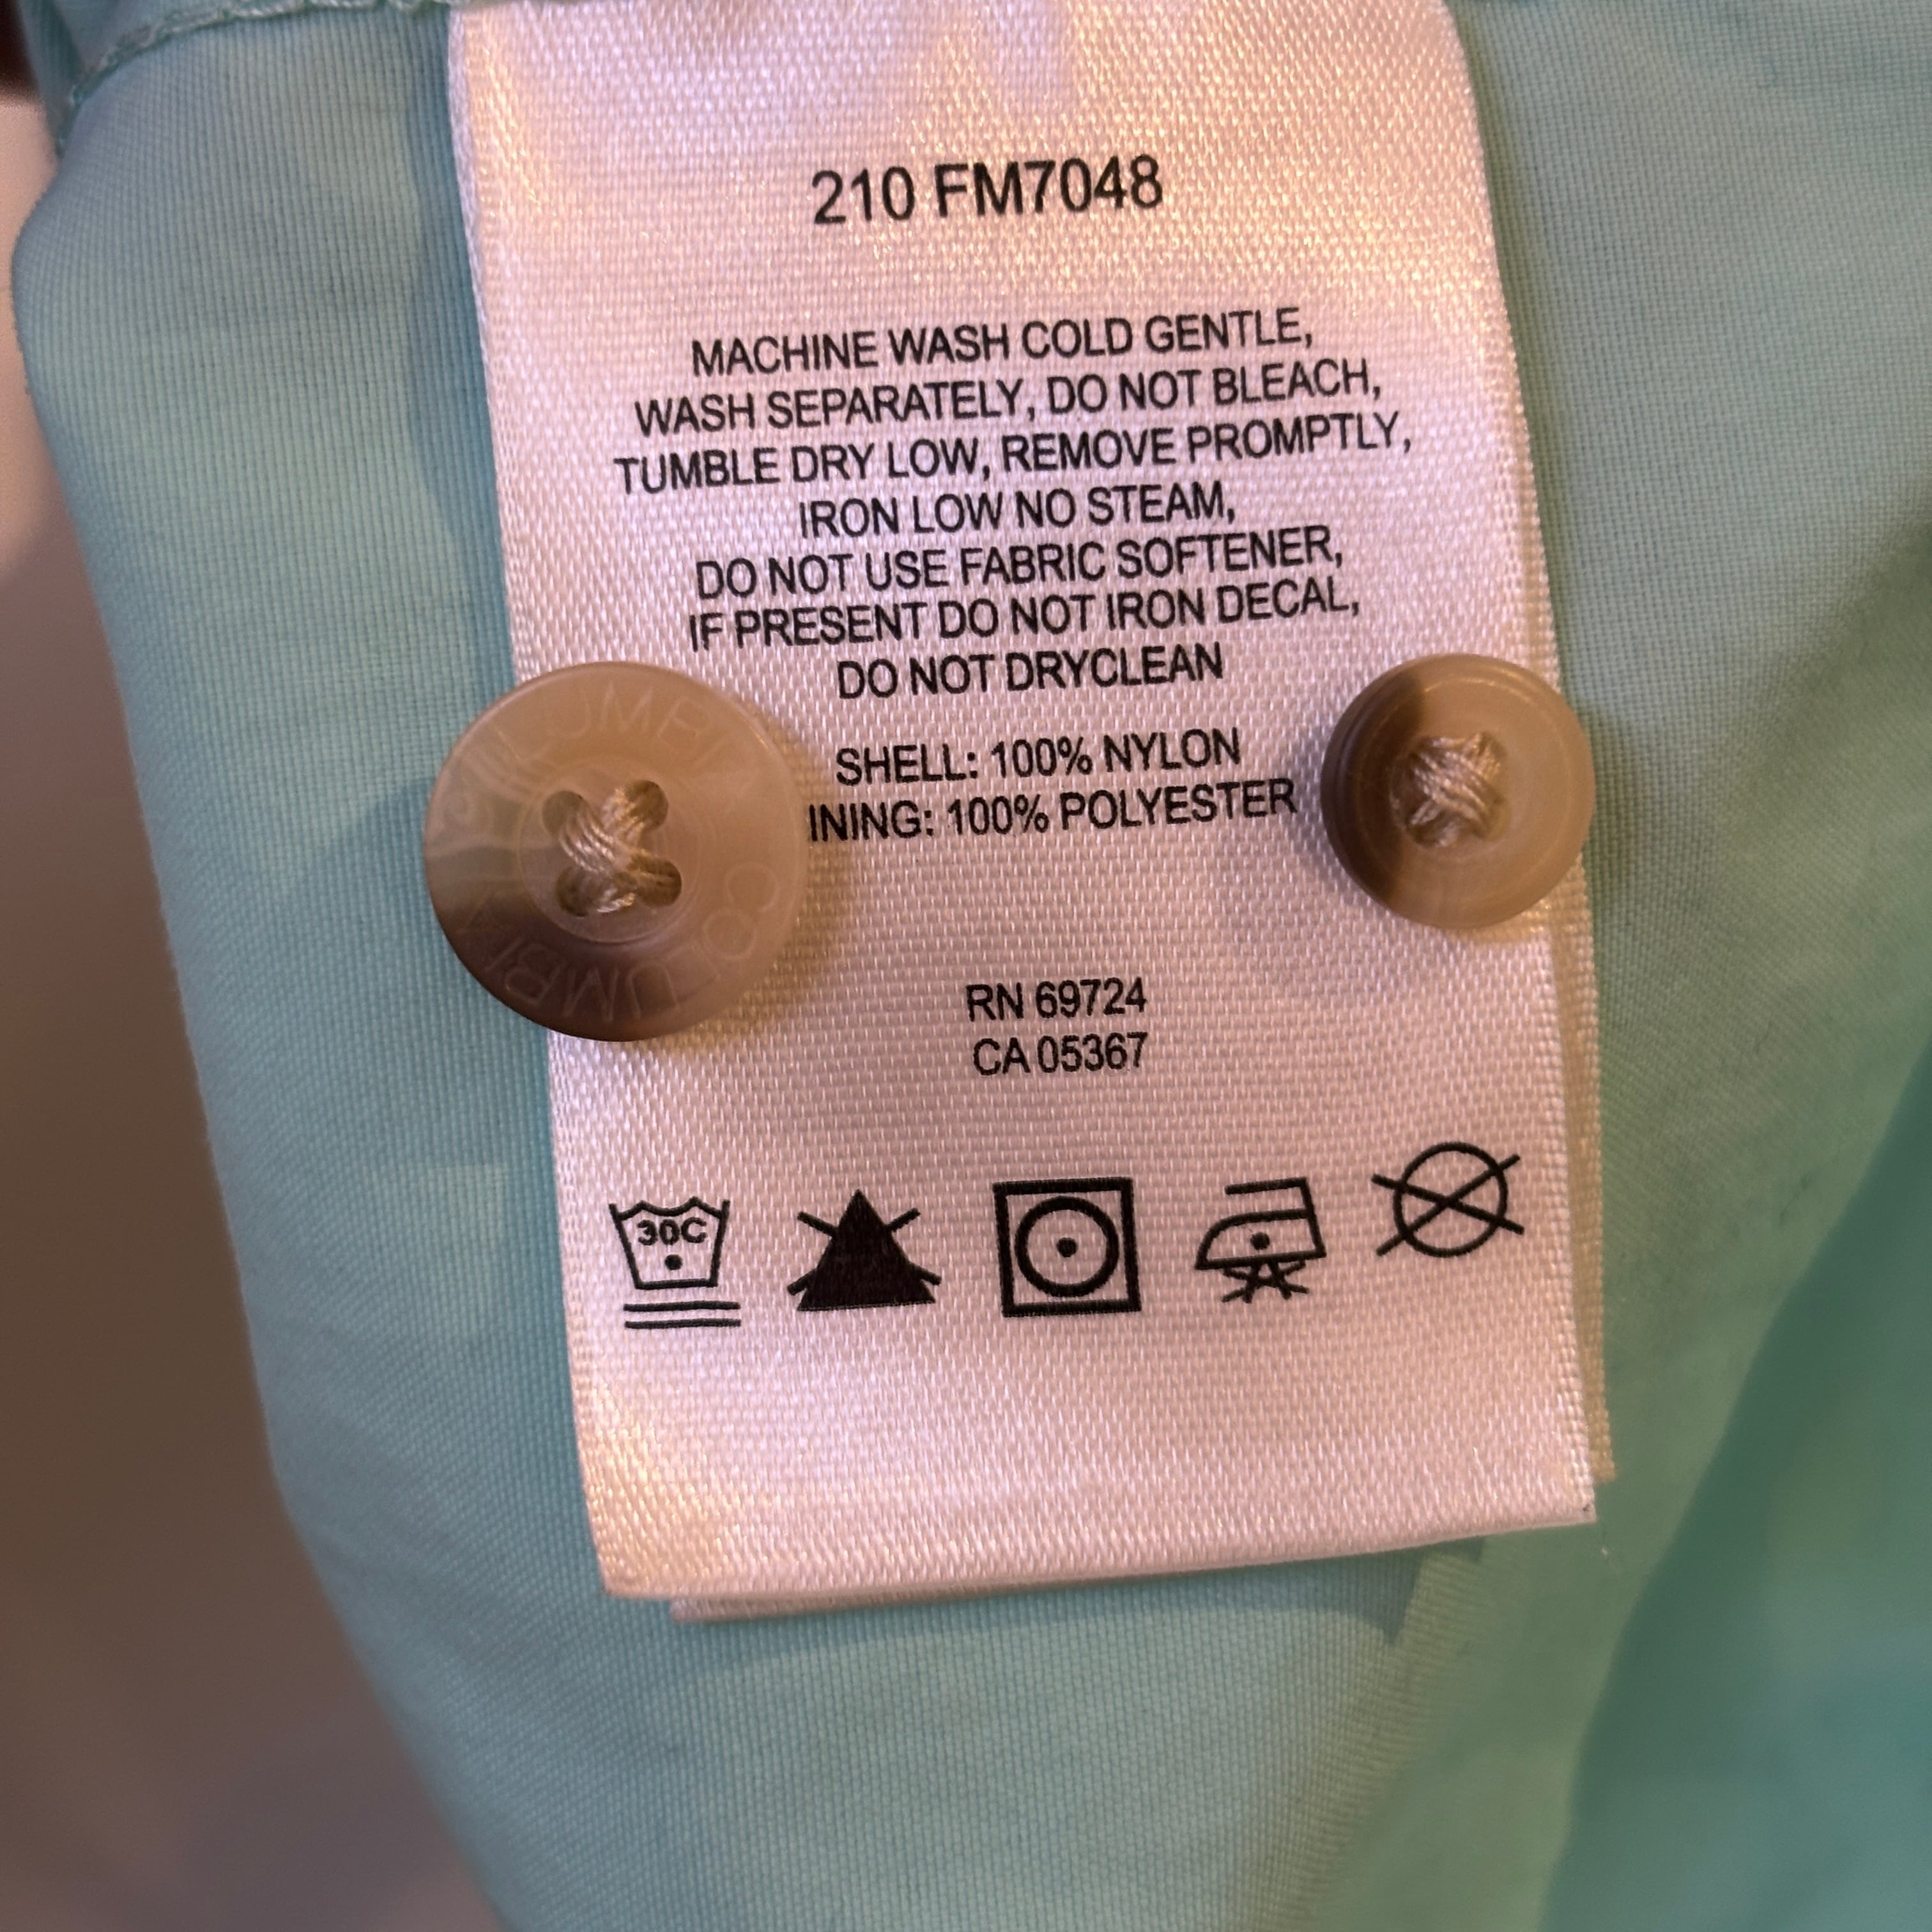 210 FM7048
MACHINE WASH COLD GENTLE,
WASH SEPARATELY, DO NOT BLEACH,
TUMBLE DRY LOW, REMOVE PROMPTLY,
IRON LOW NO STEAM,
DO NOT USE FABRIC SOFTENER,
IF PRESENT DO NOT IRON DECAL,
DO NOT DRYCLEAN
SHELL: 100% NYLON
INING: 100% POLYESTER
COLUMBIA
COLUMBIA
RN 69724
CA 05367
30C